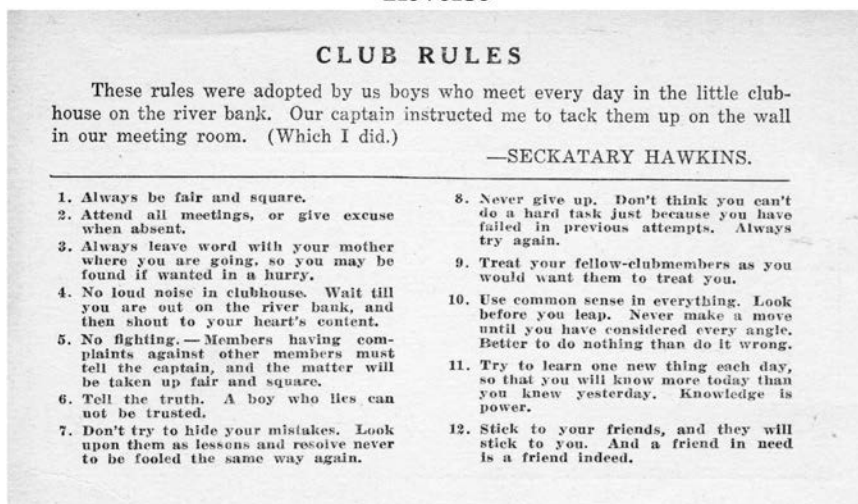 CLUB RULES
These rules were adopted by us boys who meet every day in the little club-
house on the river bank. Our captain instructed me to tack them up on the wall
in our meeting room. (Which I did.)
—SECKATARY HAWKINS.
1. Always be fair and square.
2. Attend all meetings, or give excuse
when absent.
3. Always leave word with your mother
where you are going, so you may be
found if wanted in a hurry.
4. No loud noise in clubhouse. Wait till
you are out on the river bank, and
then shout to your heart's content.
5. No fighting. — Members having com-
plaints against other members must
tell the captain, and the matter will
be taken up fair and square.
6. Tell the truth. A boy who lies can
not be trusted.
7. Don't try to hide your mistakes. Look
upon them as lessons and resolve never
to be fooled the same way again.
8. Never give up. Don't think you can't
do a hard task just because you have
failed in previous attempts. Always
try again.
9. Treat your fellow-clubmembers as you
would want them to treat you.
10. Use common sense in everything. Look
before you leap. Never make a move
until you have considered every angle.
Better to do nothing than do it wrong.
11. Try to learn one new thing each day,
so that you will know more today than
you knew yesterday. Knowledge is
power.
12. Stick to your friends, and they will
stick to you. And a friend in need
is a friend indeed.